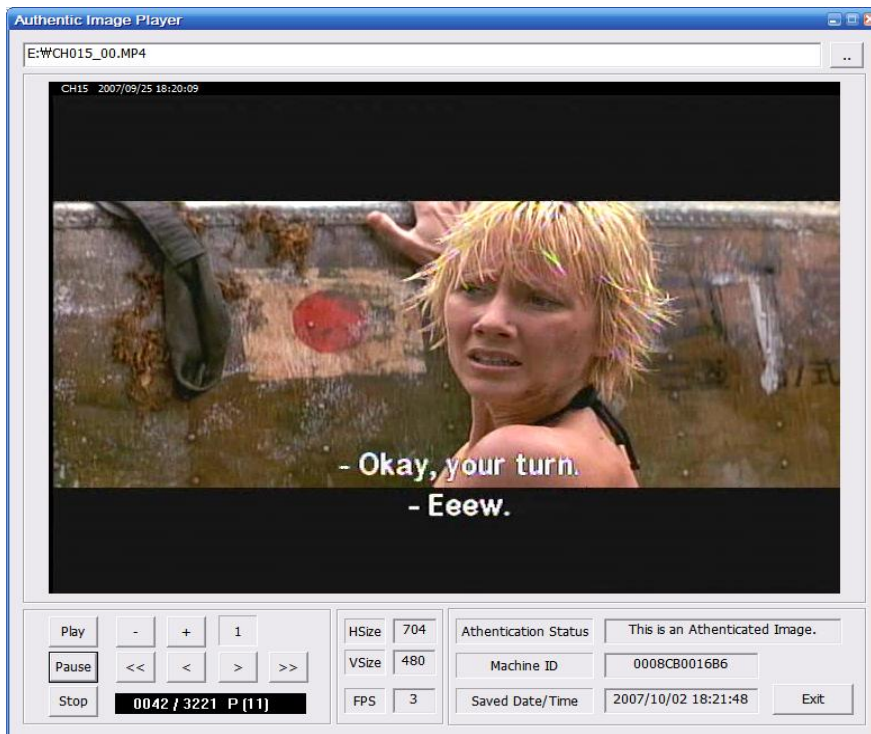 Authentic Image Player
E:₩CH015_00.MP4
..
CH15 2007/09/25 18:20:09
- Okay, your turn.
- Eeew.
Play
-
+
1
HSize
704
Athentication Status
This is an Athenticated Image.
Pause
<<
<
>
>>
VSize
480
Machine ID
0008CB0016B6
Stop
0042 / 3221 P (11)
FPS
3
Saved Date/Time
2007/10/02 18:21:48
Exit